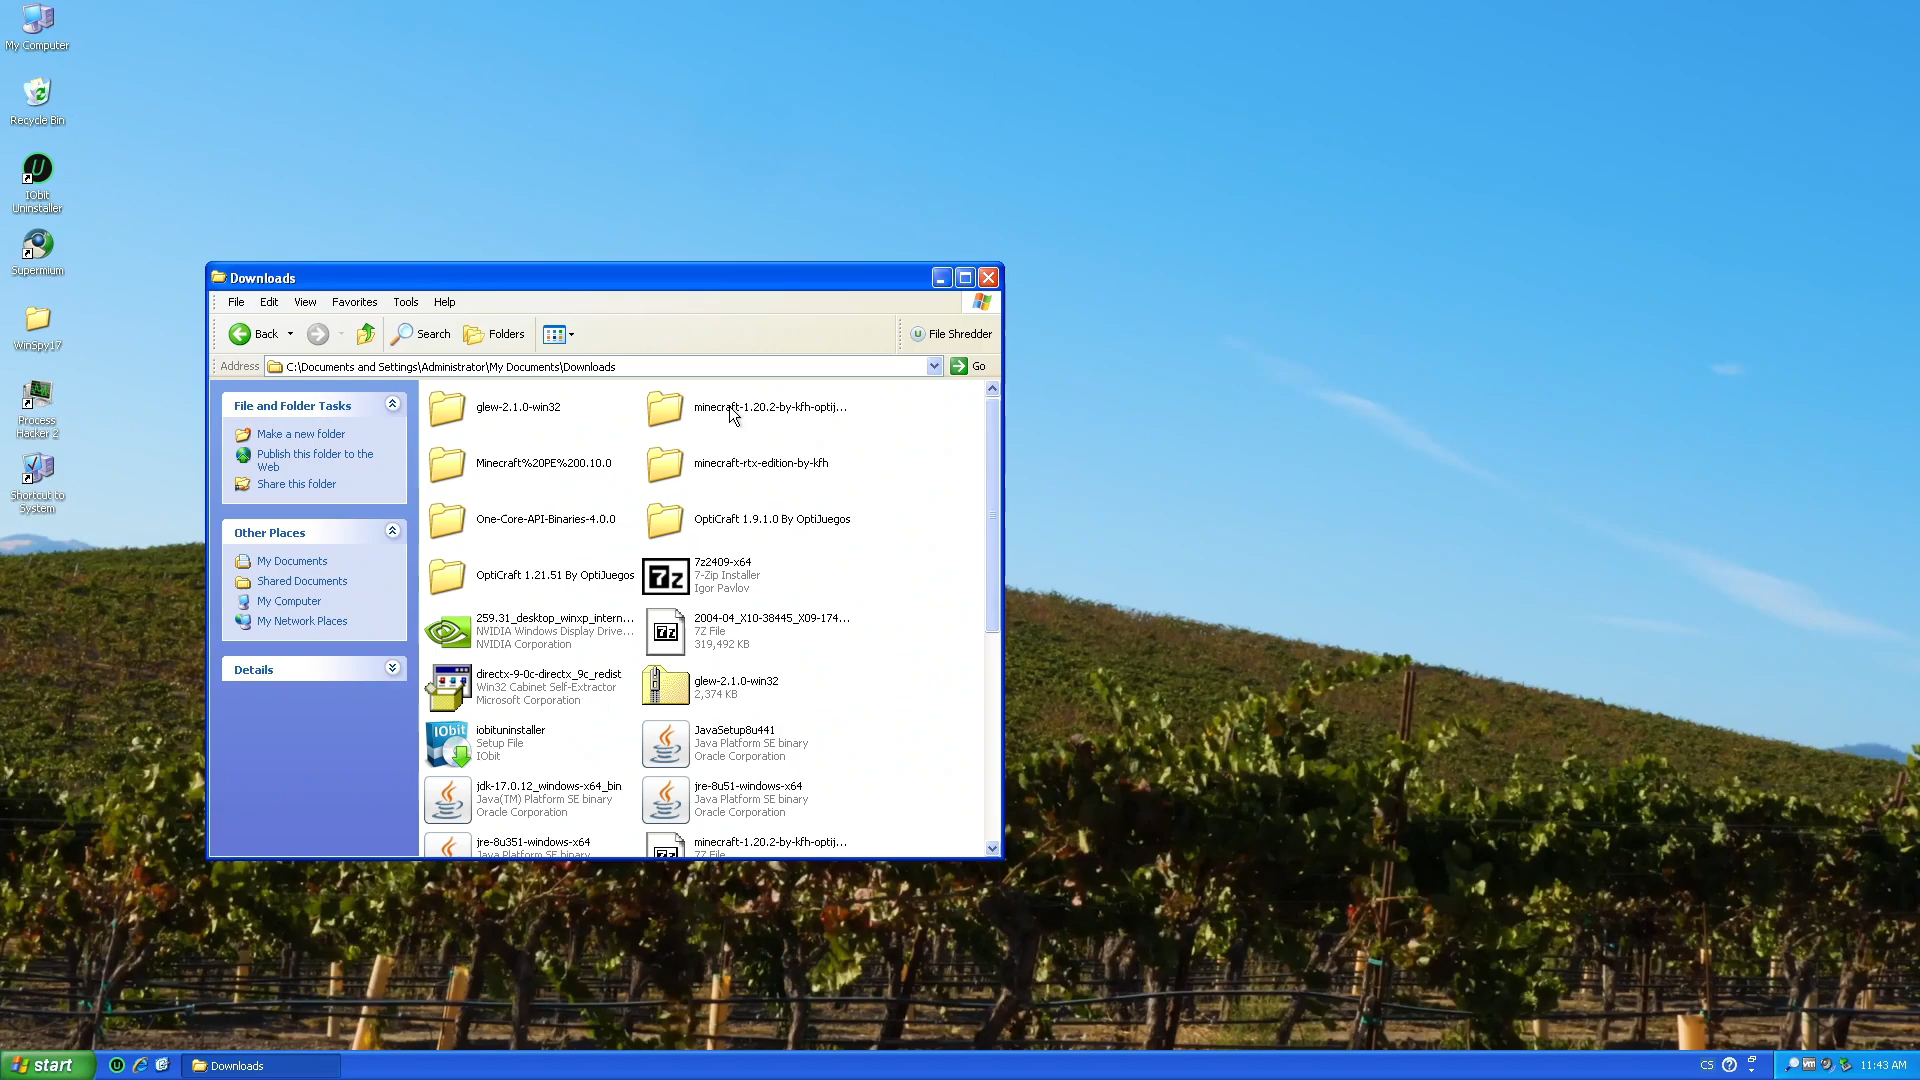 My Computer
Recycle Bin
IObit
Uninstaller
Supermium
WinSpy17
Process
Hacker 2
Shortcut to
System
Downloads
File Edit View Favorites Tools Help
Back Search Folders File Shredder
Address C:\Documents and Settings\Administrator\My Documents\Downloads Go
File and Folder Tasks
Make a new folder
Publish this folder to the
Web
Share this folder
Other Places
My Documents
Shared Documents
My Computer
My Network Places
Details
glew-2.1.0-win32
minecraft-1.20.2-by-kfh-optij...
Minecraft%20PE%200.10.0
minecraft-rtx-edition-by-kfh
One-Core-API-Binaries-4.0.0
OptiCraft 1.9.1.0 By OptiJuegos
OptiCraft 1.21.51 By OptiJuegos
7z
7z2409-x64
7-Zip Installer
Igor Pavlov
259.31_desktop_winxp_intern...
NVIDIA Windows Display Drive...
NVIDIA Corporation
7z
2004-04_X10-38445_X09-174...
7Z File
319,492 KB
directx-9-0c-directx_9c_redist
Win32 Cabinet Self-Extractor
Microsoft Corporation
glew-2.1.0-win32
2,374 KB
IObit
iobituninstaller
Setup File
IObit
JavaSetup8u441
Java Platform SE binary
Oracle Corporation
jdk-17.0.12_windows-x64_bin
Java(TM) Platform SE binary
Oracle Corporation
jre-8u51-windows-x64
Java Platform SE binary
Oracle Corporation
jre-8u351-windows-x64
Java Platform SE binary
minecraft-1.20.2-by-kfh-optij...
7Z File
start Downloads CS 11:43 AM